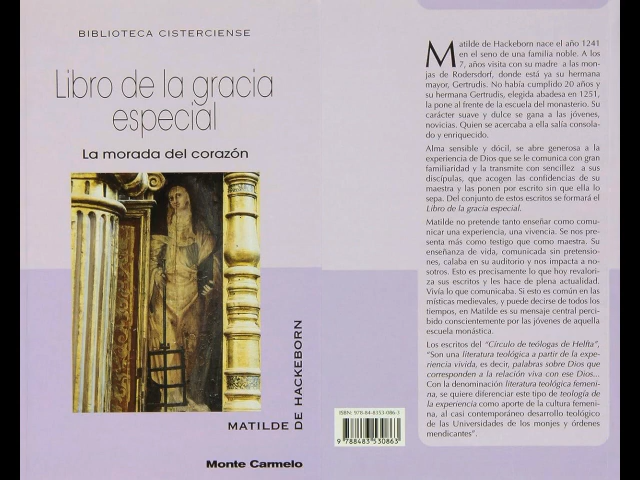 BIBLIOTECA CISTERCIENSE
Libro de la gracia
especial
La morada del corazón
MATILDE
DE HACKEBORN
Monte Carmelo
ISBN: 978-84-8353-086-3
9 788483 530863
Matilde de Hackeborn nace el año 1241
en el seno de una familia noble. A los
7, años visita con su madre a las mon-
jas de Rodersdorf, donde está ya su hermana
mayor, Gertrudis. No había cumplido 20 años y
su hermana Gertrudis, elegida abadesa en 1251,
la pone al frente de la escuela del monasterio. Su
carácter suave y dulce se gana a las jóvenes,
novicias. Quien se acercaba a ella salía consola-
do y enriquecido.
Alma sensible y dócil, se abre generosa a la
experiencia de Dios que se le comunica con gran
familiaridad y la transmite con sencillez a sus
discípulas, que acogen las confidencias de su
maestra y las ponen por escrito sin que ella lo
sepa. Del conjunto de estos escritos se formará el
Libro de la gracia especial.
Matilde no pretende tanto enseñar como comu-
nicar una experiencia, una vivencia. Se nos pre-
senta más como testigo que como maestra. Su
enseñanza de vida, comunicada sin pretensio-
nes, calaba en su auditorio y nos impacta a no-
sotros. Esto es precisamente lo que hoy revalori-
za sus escritos y les hace de plena actualidad.
Vivía lo que comunicaba. Si esto es común en las
místicas medievales, y puede decirse de todos los
tiempos, en Matilde es su mensaje central perci-
bido conscientemente por las jóvenes de aquella
escuela monástica.
Los escritos del "Círculo de teólogas de Helfta",
"Son una literatura teológica a partir de la expe-
riencia vivida, es decir, palabras sobre Dios que
corresponden a la relación viva con ese Dios...
Con la denominación literatura teológica femeni-
na, se quiere diferenciar este tipo de teología de
la experiencia como aporte de la cultura femeni-
na, al casi contemporáneo desarrollo teológico
de las Universidades de los monjes y órdenes
mendicantes".